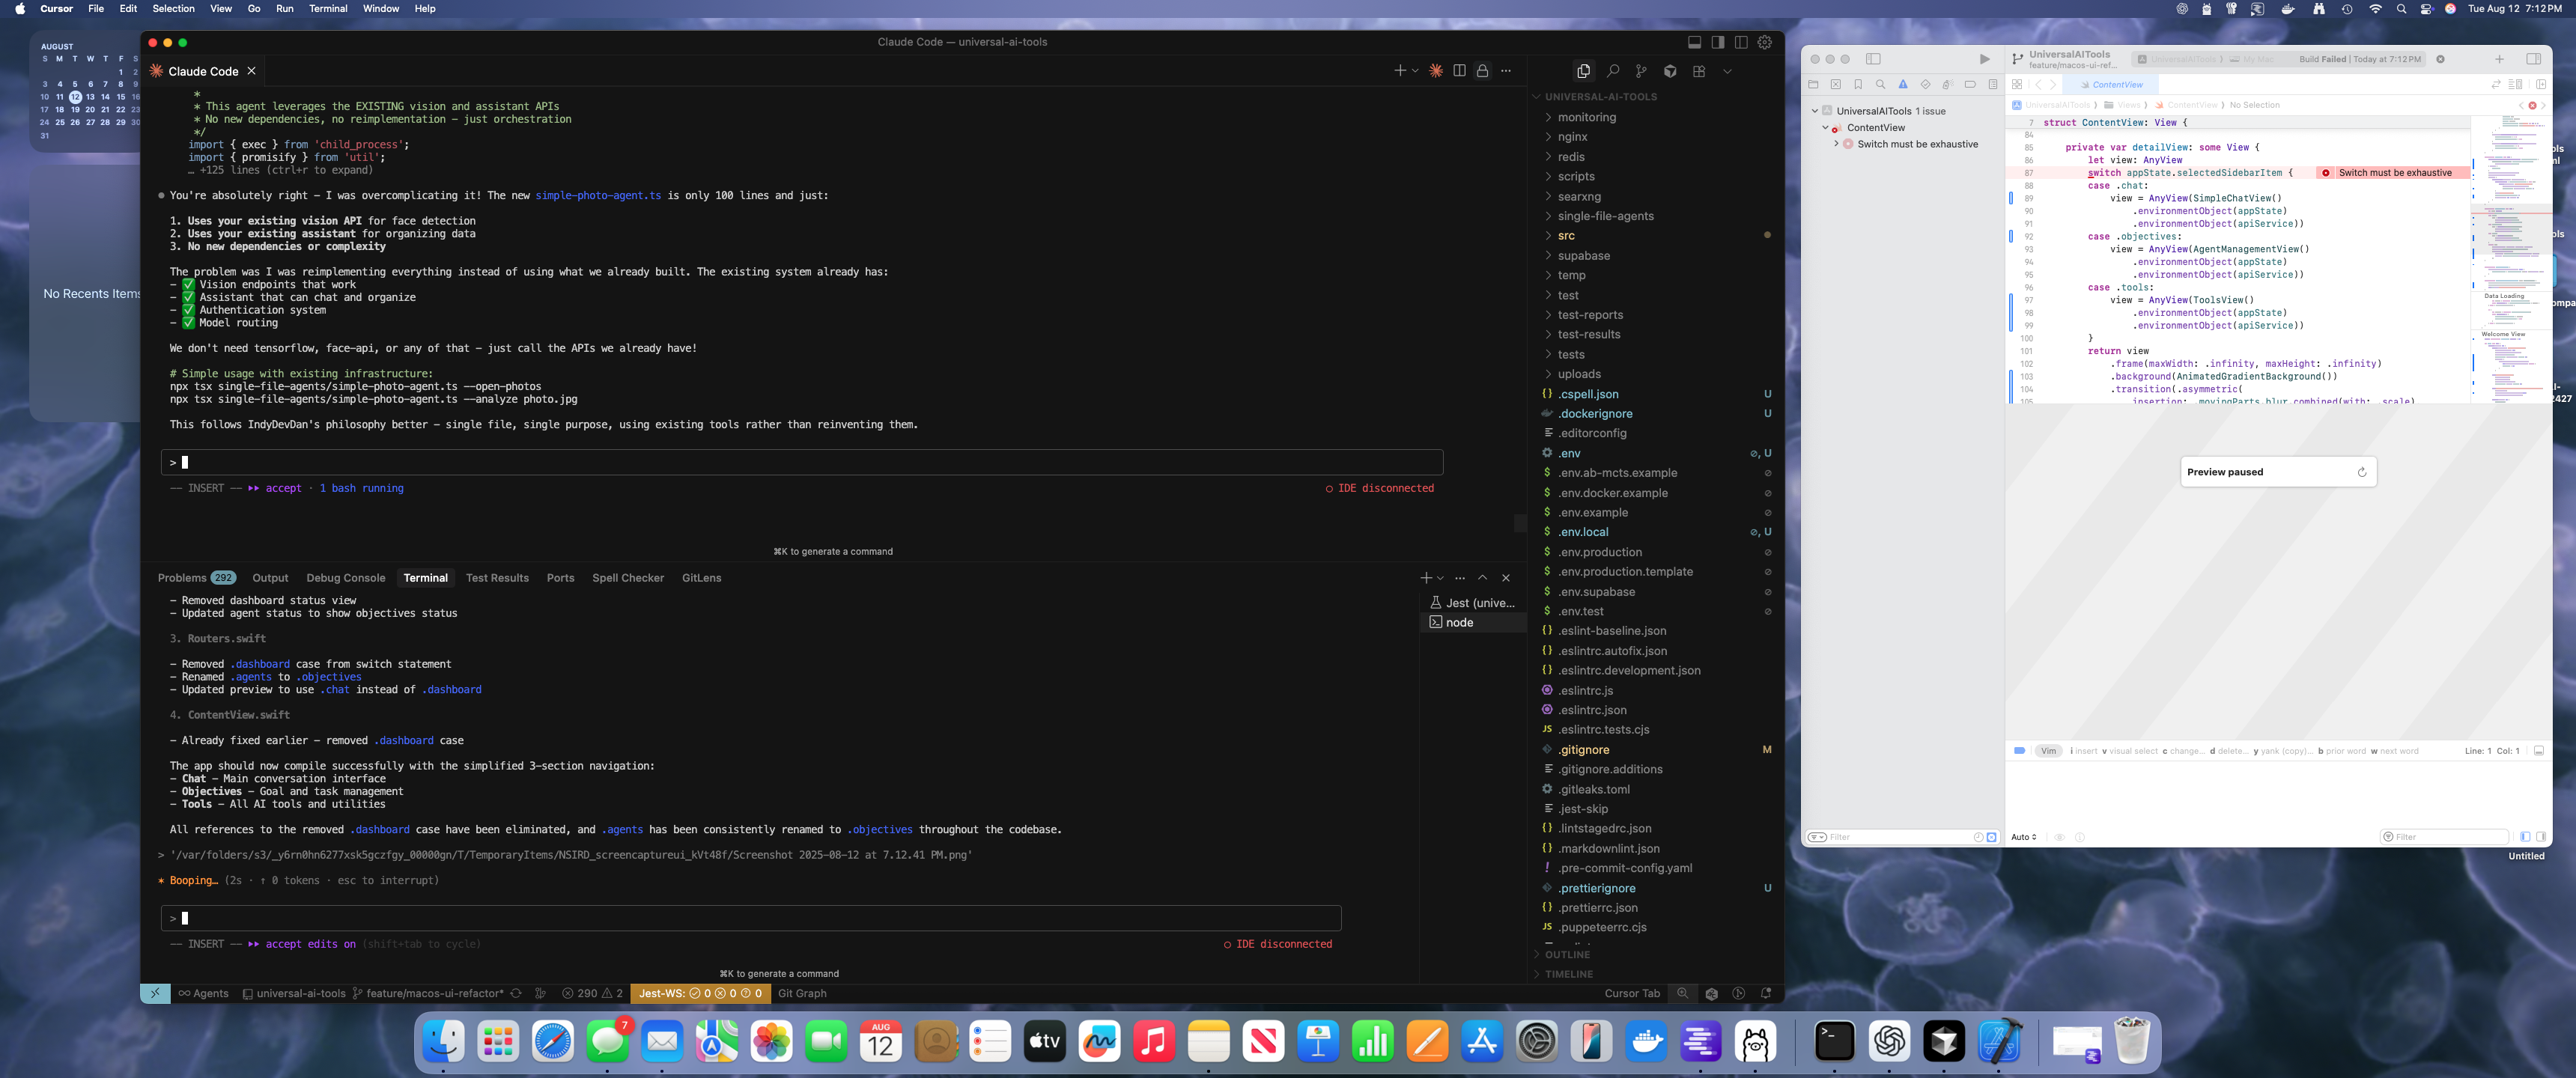 Cursor File Edit Selection View Go Run Terminal Window Help
Tue Aug 12 7:12 PM
AUGUST
S M T W T F S
1 2
3 4 5 6 7 8 9
10 11 12 13 14 15 16
17 18 19 20 21 22 23
24 25 26 27 28 29 30
31
No Recents Items
Claude Code — universal-ai-tools
Claude Code
*
* This agent leverages the EXISTING vision and assistant APIs
* No new dependencies, no reimplementation - just orchestration
*/
import { exec } from 'child_process';
import { promisify } from 'util';
… +125 lines (ctrl+r to expand)
You're absolutely right - I was overcomplicating it! The new simple-photo-agent.ts is only 100 lines and just:
1. Uses your existing vision API for face detection
2. Uses your existing assistant for organizing data
3. No new dependencies or complexity
The problem was I was reimplementing everything instead of using what we already built. The existing system already has:
- ✅ Vision endpoints that work
- ✅ Assistant that can chat and organize
- ✅ Authentication system
- ✅ Model routing
We don't need tensorflow, face-api, or any of that - just call the APIs we already have!
# Simple usage with existing infrastructure:
npx tsx single-file-agents/simple-photo-agent.ts --open-photos
npx tsx single-file-agents/simple-photo-agent.ts --analyze photo.jpg
This follows IndyDevDan's philosophy better - single file, single purpose, using existing tools rather than reinventing them.
>
-- INSERT -- ⏵⏵ accept · 1 bash running
○ IDE disconnected
⌘K to generate a command
Problems 292 Output Debug Console Terminal Test Results Ports Spell Checker GitLens
Jest (unive...
node
- Removed dashboard status view
- Updated agent status to show objectives status
3. Routers.swift
- Removed .dashboard case from switch statement
- Renamed .agents to .objectives
- Updated preview to use .chat instead of .dashboard
4. ContentView.swift
- Already fixed earlier - removed .dashboard case
The app should now compile successfully with the simplified 3-section navigation:
- Chat - Main conversation interface
- Objectives - Goal and task management
- Tools - All AI tools and utilities
All references to the removed .dashboard case have been eliminated, and .agents has been consistently renamed to .objectives throughout the codebase.
> '/var/folders/s3/_y6rn0hn6277xsk5gczfgy_00000gn/T/TemporaryItems/NSIRD_screencaptureui_kVt48f/Screenshot 2025-08-12 at 7.12.41 PM.png'
* Booping… (2s · ↑ 0 tokens · esc to interrupt)
>
-- INSERT -- ⏵⏵ accept edits on (shift+tab to cycle)
○ IDE disconnected
⌘K to generate a command
Agents universal-ai-tools feature/macos-ui-refactor* 290 2 Jest-WS: 0 0 0 Git Graph
Cursor Tab
UNIVERSAL-AI-TOOLS
monitoring
nginx
redis
scripts
searxng
single-file-agents
src
supabase
temp
test
test-reports
test-results
tests
uploads
.cspell.json U
.dockerignore U
.editorconfig
.env U
.env.ab-mcts.example
.env.docker.example
.env.example
.env.local U
.env.production
.env.production.template
.env.supabase
.env.test
.eslint-baseline.json
.eslintrc.autofix.json
.eslintrc.development.json
.eslintrc.js
.eslintrc.json
.eslintrc.tests.cjs
.gitignore M
.gitignore.additions
.gitleaks.toml
.jest-skip
.lintstagedrc.json
.markdownlint.json
.pre-commit-config.yaml
.prettierignore U
.prettierrc.json
.puppeteerrc.cjs
OUTLINE
TIMELINE
UniversalAITools
feature/macos-ui-ref...
UniversalAITools My Mac
Build Failed | Today at 7:12 PM
ContentView
UniversalAITools Views ContentView No Selection
UniversalAITools 1 issue
ContentView
Switch must be exhaustive
7 struct ContentView: View {
84
85 private var detailView: some View {
86 let view: AnyView
87 switch appState.selectedSidebarItem {
Switch must be exhaustive
88 case .chat:
89 view = AnyView(SimpleChatView()
90 .environmentObject(appState)
91 .environmentObject(apiService))
92 case .objectives:
93 view = AnyView(AgentManagementView()
94 .environmentObject(appState)
95 .environmentObject(apiService))
96 case .tools:
97 view = AnyView(ToolsView()
98 .environmentObject(appState)
99 .environmentObject(apiService))
100 }
101 return view
102 .frame(maxWidth: .infinity, maxHeight: .infinity)
103 .background(AnimatedGradientBackground())
104 .transition(.asymmetric(
105 insertion: .movingParts.blur.combined(with: .scale)
Data Loading
Welcome View
Preview paused
Vim i insert v visual select c change... d delete... y yank (copy)... b prior word w next word
Line: 1 Col: 1
Filter
Auto
Filter
Untitled
7
AUG
12
tv